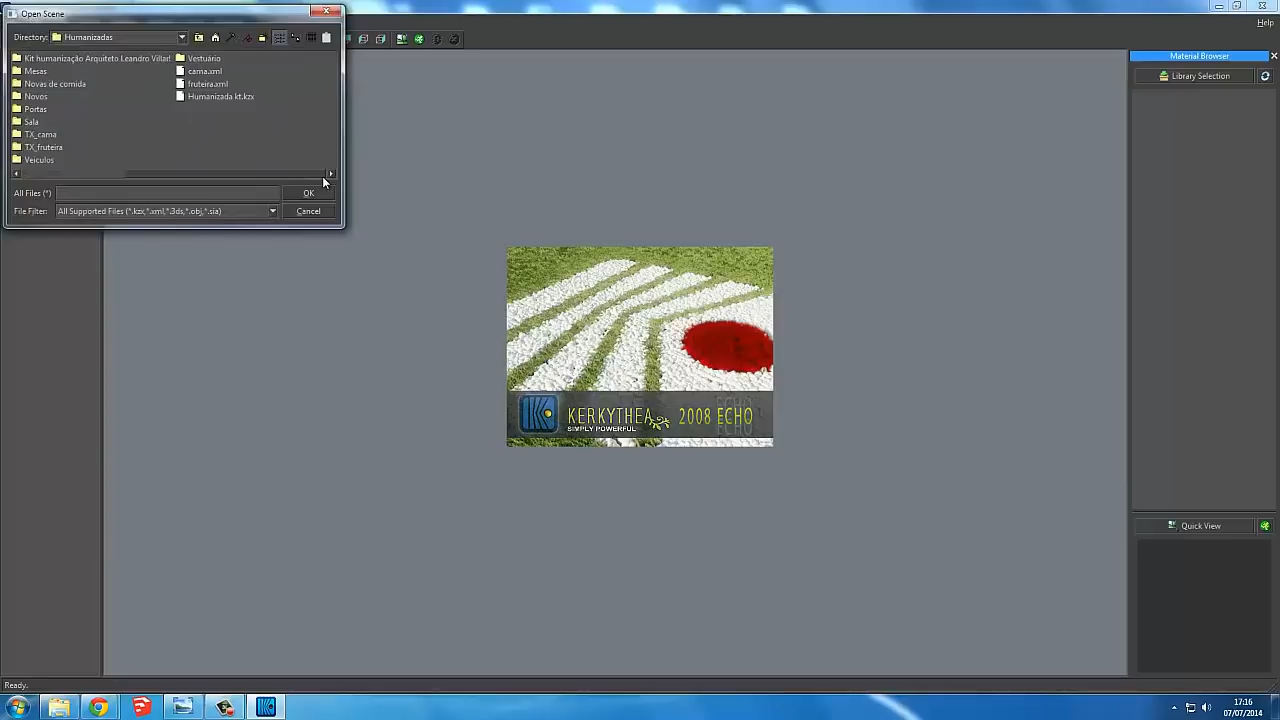 Open Scene
Help
Directory: Humanizadas
Material Browser
Kit humanização Arquiteto Leandro Villar
Mesas
Novas de comida
Novos
Portas
Sala
TX_cama
TX_fruteira
Veiculos
Vestuário
cama.xml
fruteira.xml
Humanizada kt.kzx
Library Selection
All Files (*)
OK
File Filter: All Supported Files (*.kzx,*.xml,*.3ds,*.obj,*.sia)
Cancel
KERKYTHEA 2008 ECHO
SIMPLY POWERFUL
ECHO
ECHO
Quick View
Ready.
17:16
07/07/2014